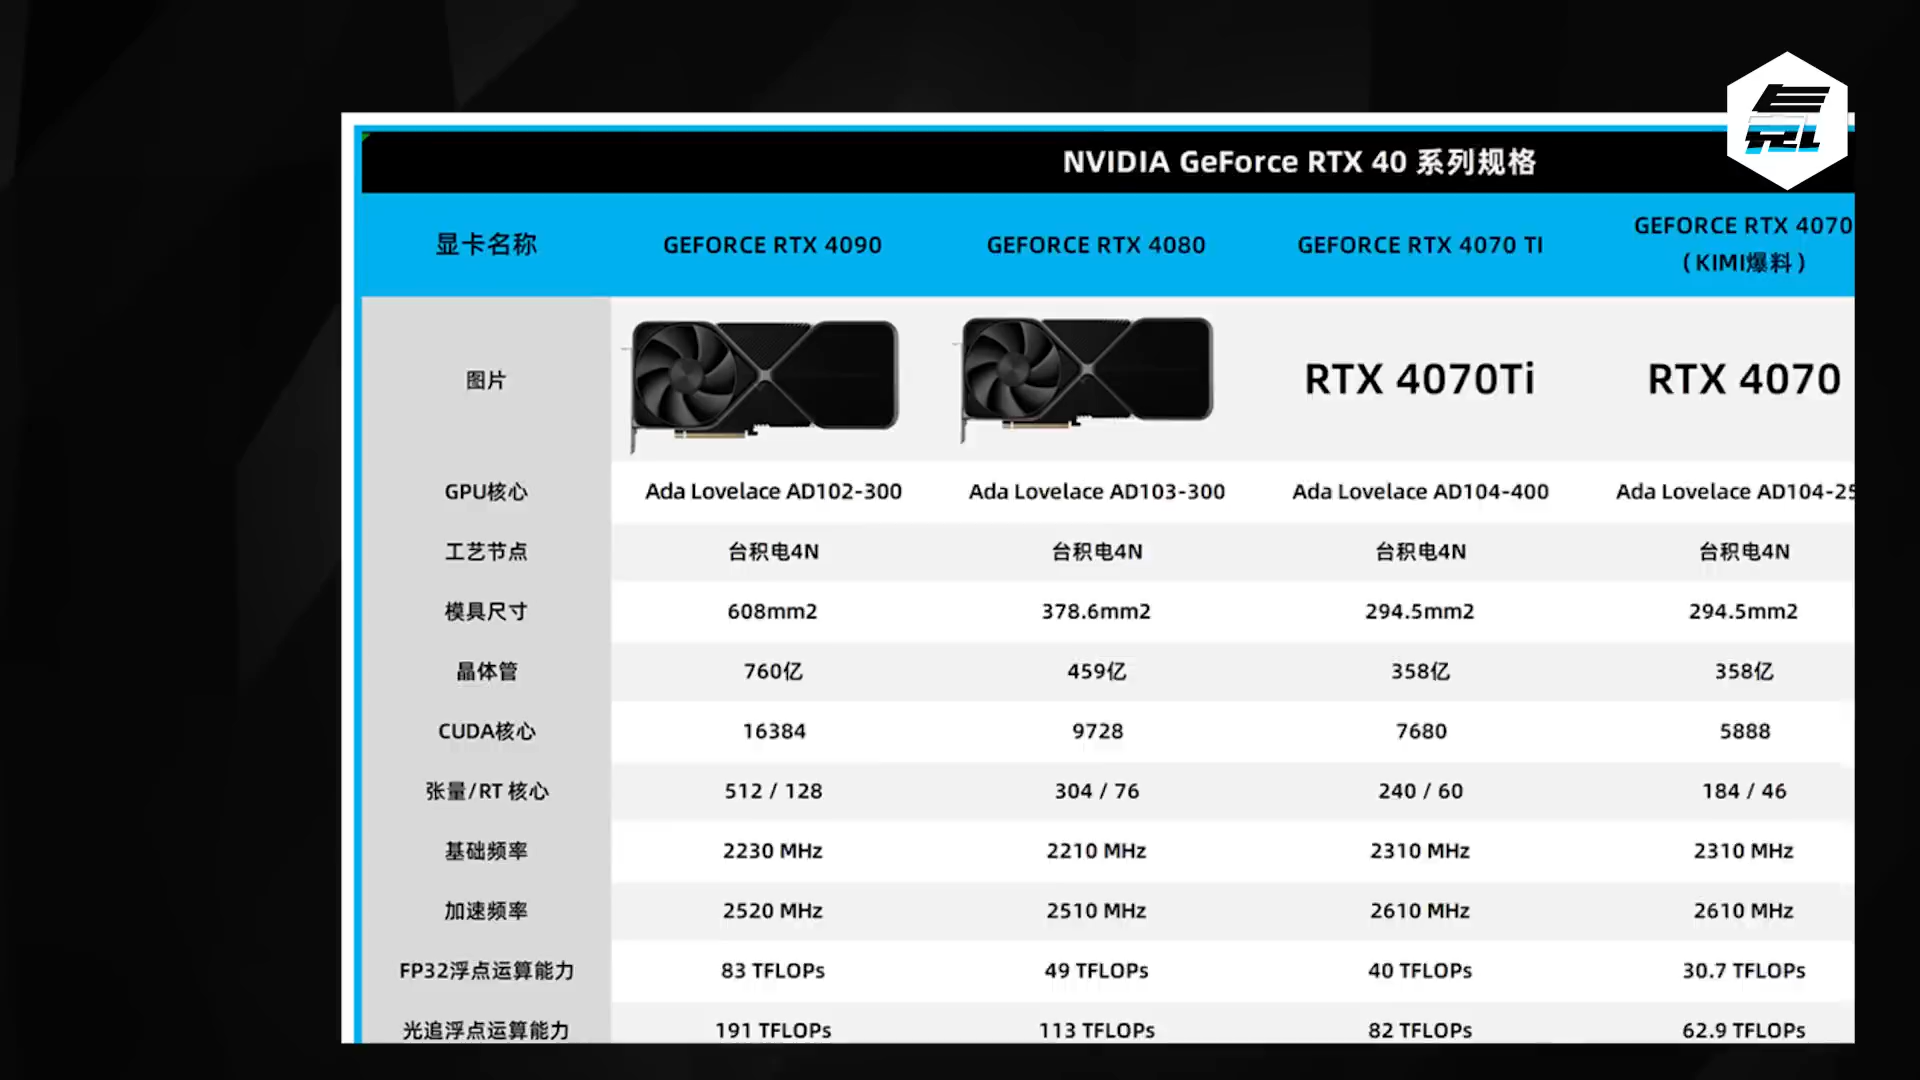 NVIDIA GeForce RTX 40 系列规格
显卡名称 GEFORCE RTX 4090 GEFORCE RTX 4080 GEFORCE RTX 4070 TI GEFORCE RTX 4070
（KIMI爆料）
图片 RTX 4070Ti RTX 4070
GPU核心 Ada Lovelace AD102-300 Ada Lovelace AD103-300 Ada Lovelace AD104-400 Ada Lovelace AD104-25
工艺节点 台积电4N 台积电4N 台积电4N 台积电4N
模具尺寸 608mm2 378.6mm2 294.5mm2 294.5mm2
晶体管 760亿 459亿 358亿 358亿
CUDA核心 16384 9728 7680 5888
张量/RT 核心 512 / 128 304 / 76 240 / 60 184 / 46
基础频率 2230 MHz 2210 MHz 2310 MHz 2310 MHz
加速频率 2520 MHz 2510 MHz 2610 MHz 2610 MHz
FP32浮点运算能力 83 TFLOPs 49 TFLOPs 40 TFLOPs 30.7 TFLOPs
光追浮点运算能力 191 TFLOPs 113 TFLOPs 82 TFLOPs 62.9 TFLOPs